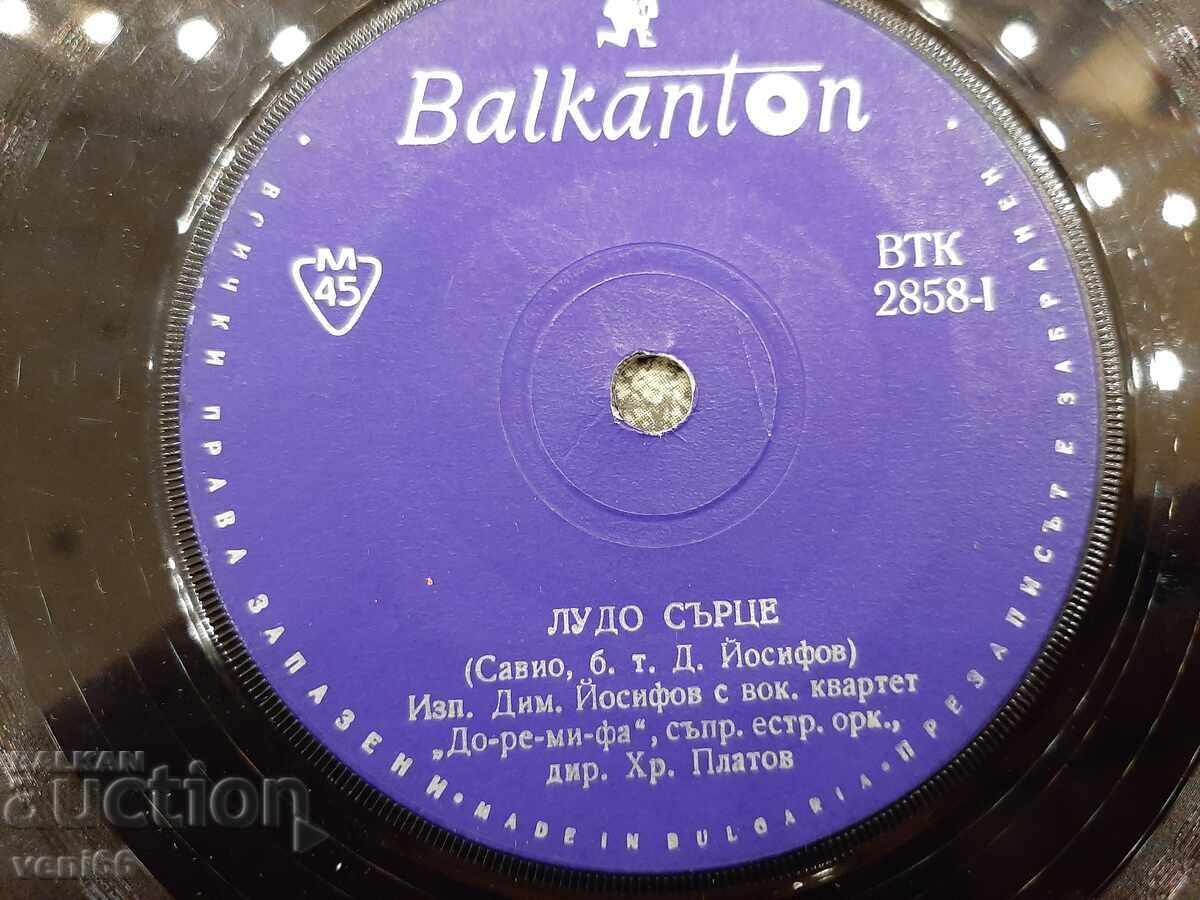 Balkanton
М
45
ВТК
2858-I
ЛУДО СЪРЦЕ
(Савио, б. т. Д. Йосифов)
Изп. Дим. Йосифов с вок. квартет
„До-ре-ми-фа", съпр. естр. орк.,
дир. Хр. Платов
ВСИЧКИ ПРАВА ЗАПАЗЕНИ • MADE IN BULGARIA • ПРЕЗАПИСЪТ Е ЗАБРАНЕН
BALKAN
auction
veni66